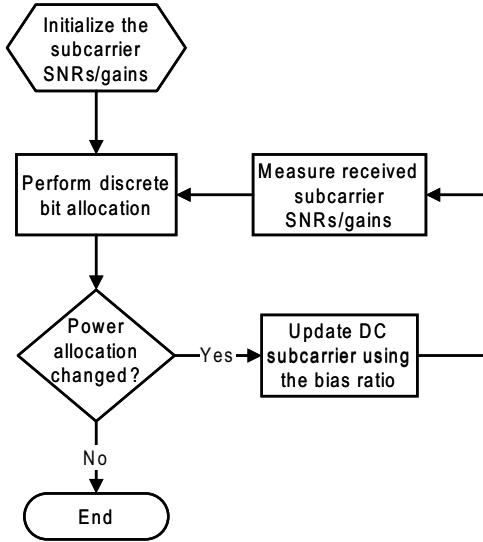 Initialize the
subcarrier
SNRs/gains
Perform discrete
bit allocation
Measure received
subcarrier
SNRs/gains
Power
allocation
changed?
Yes
Update DC
subcarrier using
the bias ratio
No
End